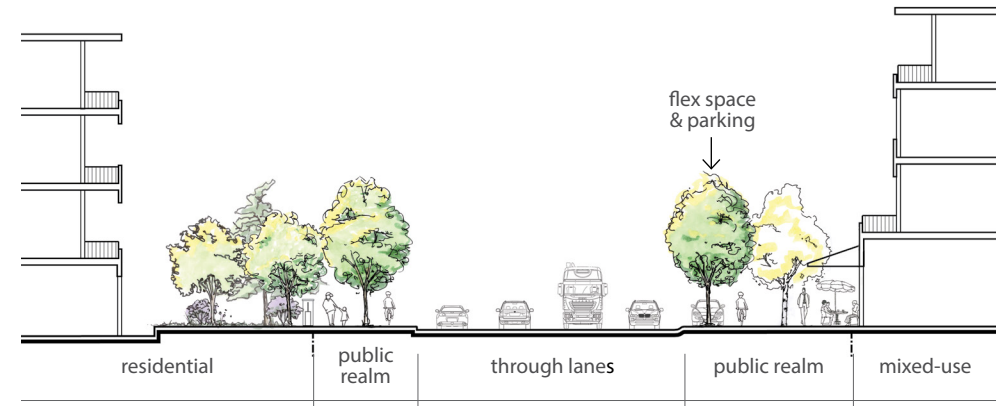 flex space
& parking
residential
public
realm
through lanes
public realm
mixed-use